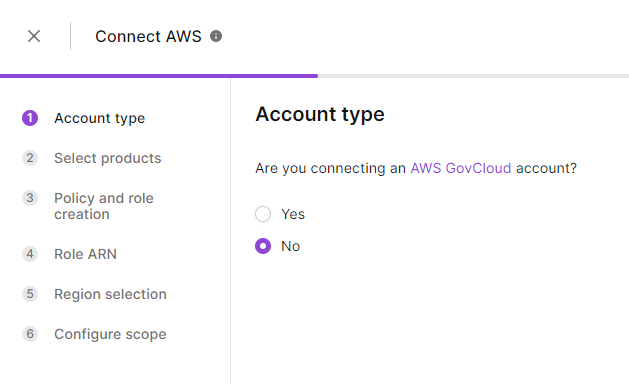 Connect AWS
1 Account type
2 Select products
3 Policy and role
creation
4 Role ARN
5 Region selection
6 Configure scope
Account type
Are you connecting an AWS GovCloud account?
Yes
No